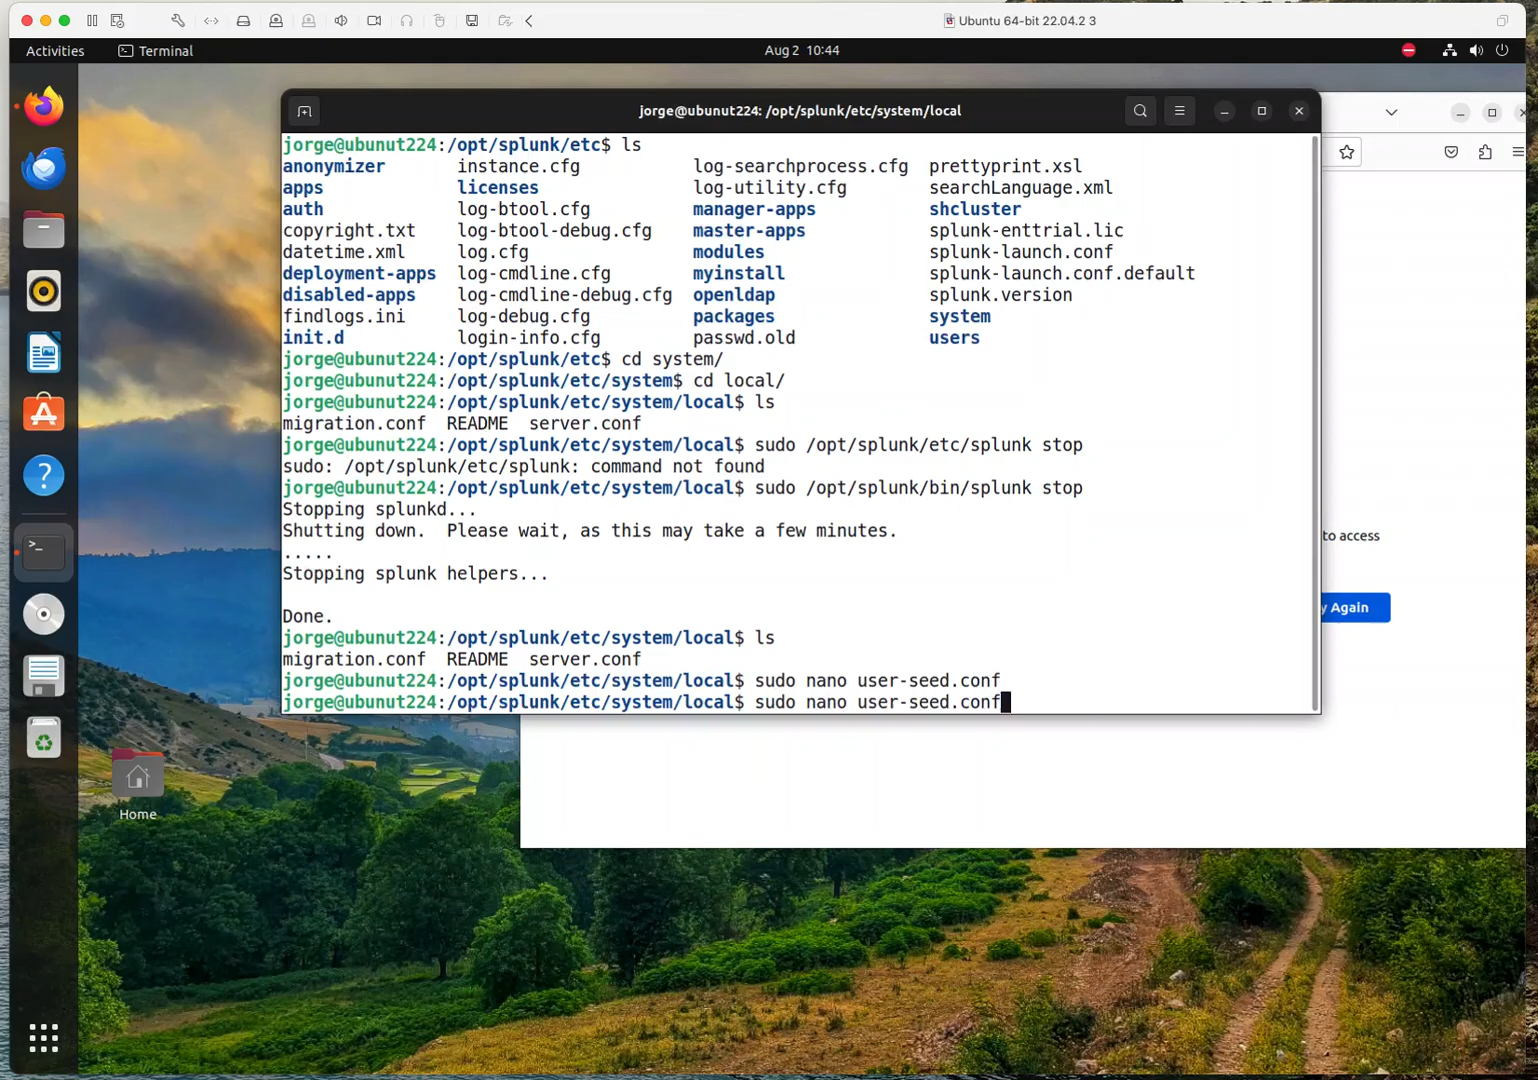 Ubuntu 64-bit 22.04.2 3
Activities
Terminal
Aug 2 10:44
jorge@ubunut224: /opt/splunk/etc/system/local
jorge@ubunut224:/opt/splunk/etc$ ls
anonymizer instance.cfg log-searchprocess.cfg prettyprint.xsl
apps licenses log-utility.cfg searchLanguage.xml
auth log-btool.cfg manager-apps shcluster
copyright.txt log-btool-debug.cfg master-apps splunk-enttrial.lic
datetime.xml log.cfg modules splunk-launch.conf
deployment-apps log-cmdline.cfg myinstall splunk-launch.conf.default
disabled-apps log-cmdline-debug.cfg openldap splunk.version
findlogs.ini log-debug.cfg packages system
init.d login-info.cfg passwd.old users
jorge@ubunut224:/opt/splunk/etc$ cd system/
jorge@ubunut224:/opt/splunk/etc/system$ cd local/
jorge@ubunut224:/opt/splunk/etc/system/local$ ls
migration.conf README server.conf
jorge@ubunut224:/opt/splunk/etc/system/local$ sudo /opt/splunk/etc/splunk stop
sudo: /opt/splunk/etc/splunk: command not found
jorge@ubunut224:/opt/splunk/etc/system/local$ sudo /opt/splunk/bin/splunk stop
Stopping splunkd...
Shutting down. Please wait, as this may take a few minutes.
.....
Stopping splunk helpers...
Done.
jorge@ubunut224:/opt/splunk/etc/system/local$ ls
migration.conf README server.conf
jorge@ubunut224:/opt/splunk/etc/system/local$ sudo nano user-seed.conf
jorge@ubunut224:/opt/splunk/etc/system/local$ sudo nano user-seed.conf
to access
y Again
Home